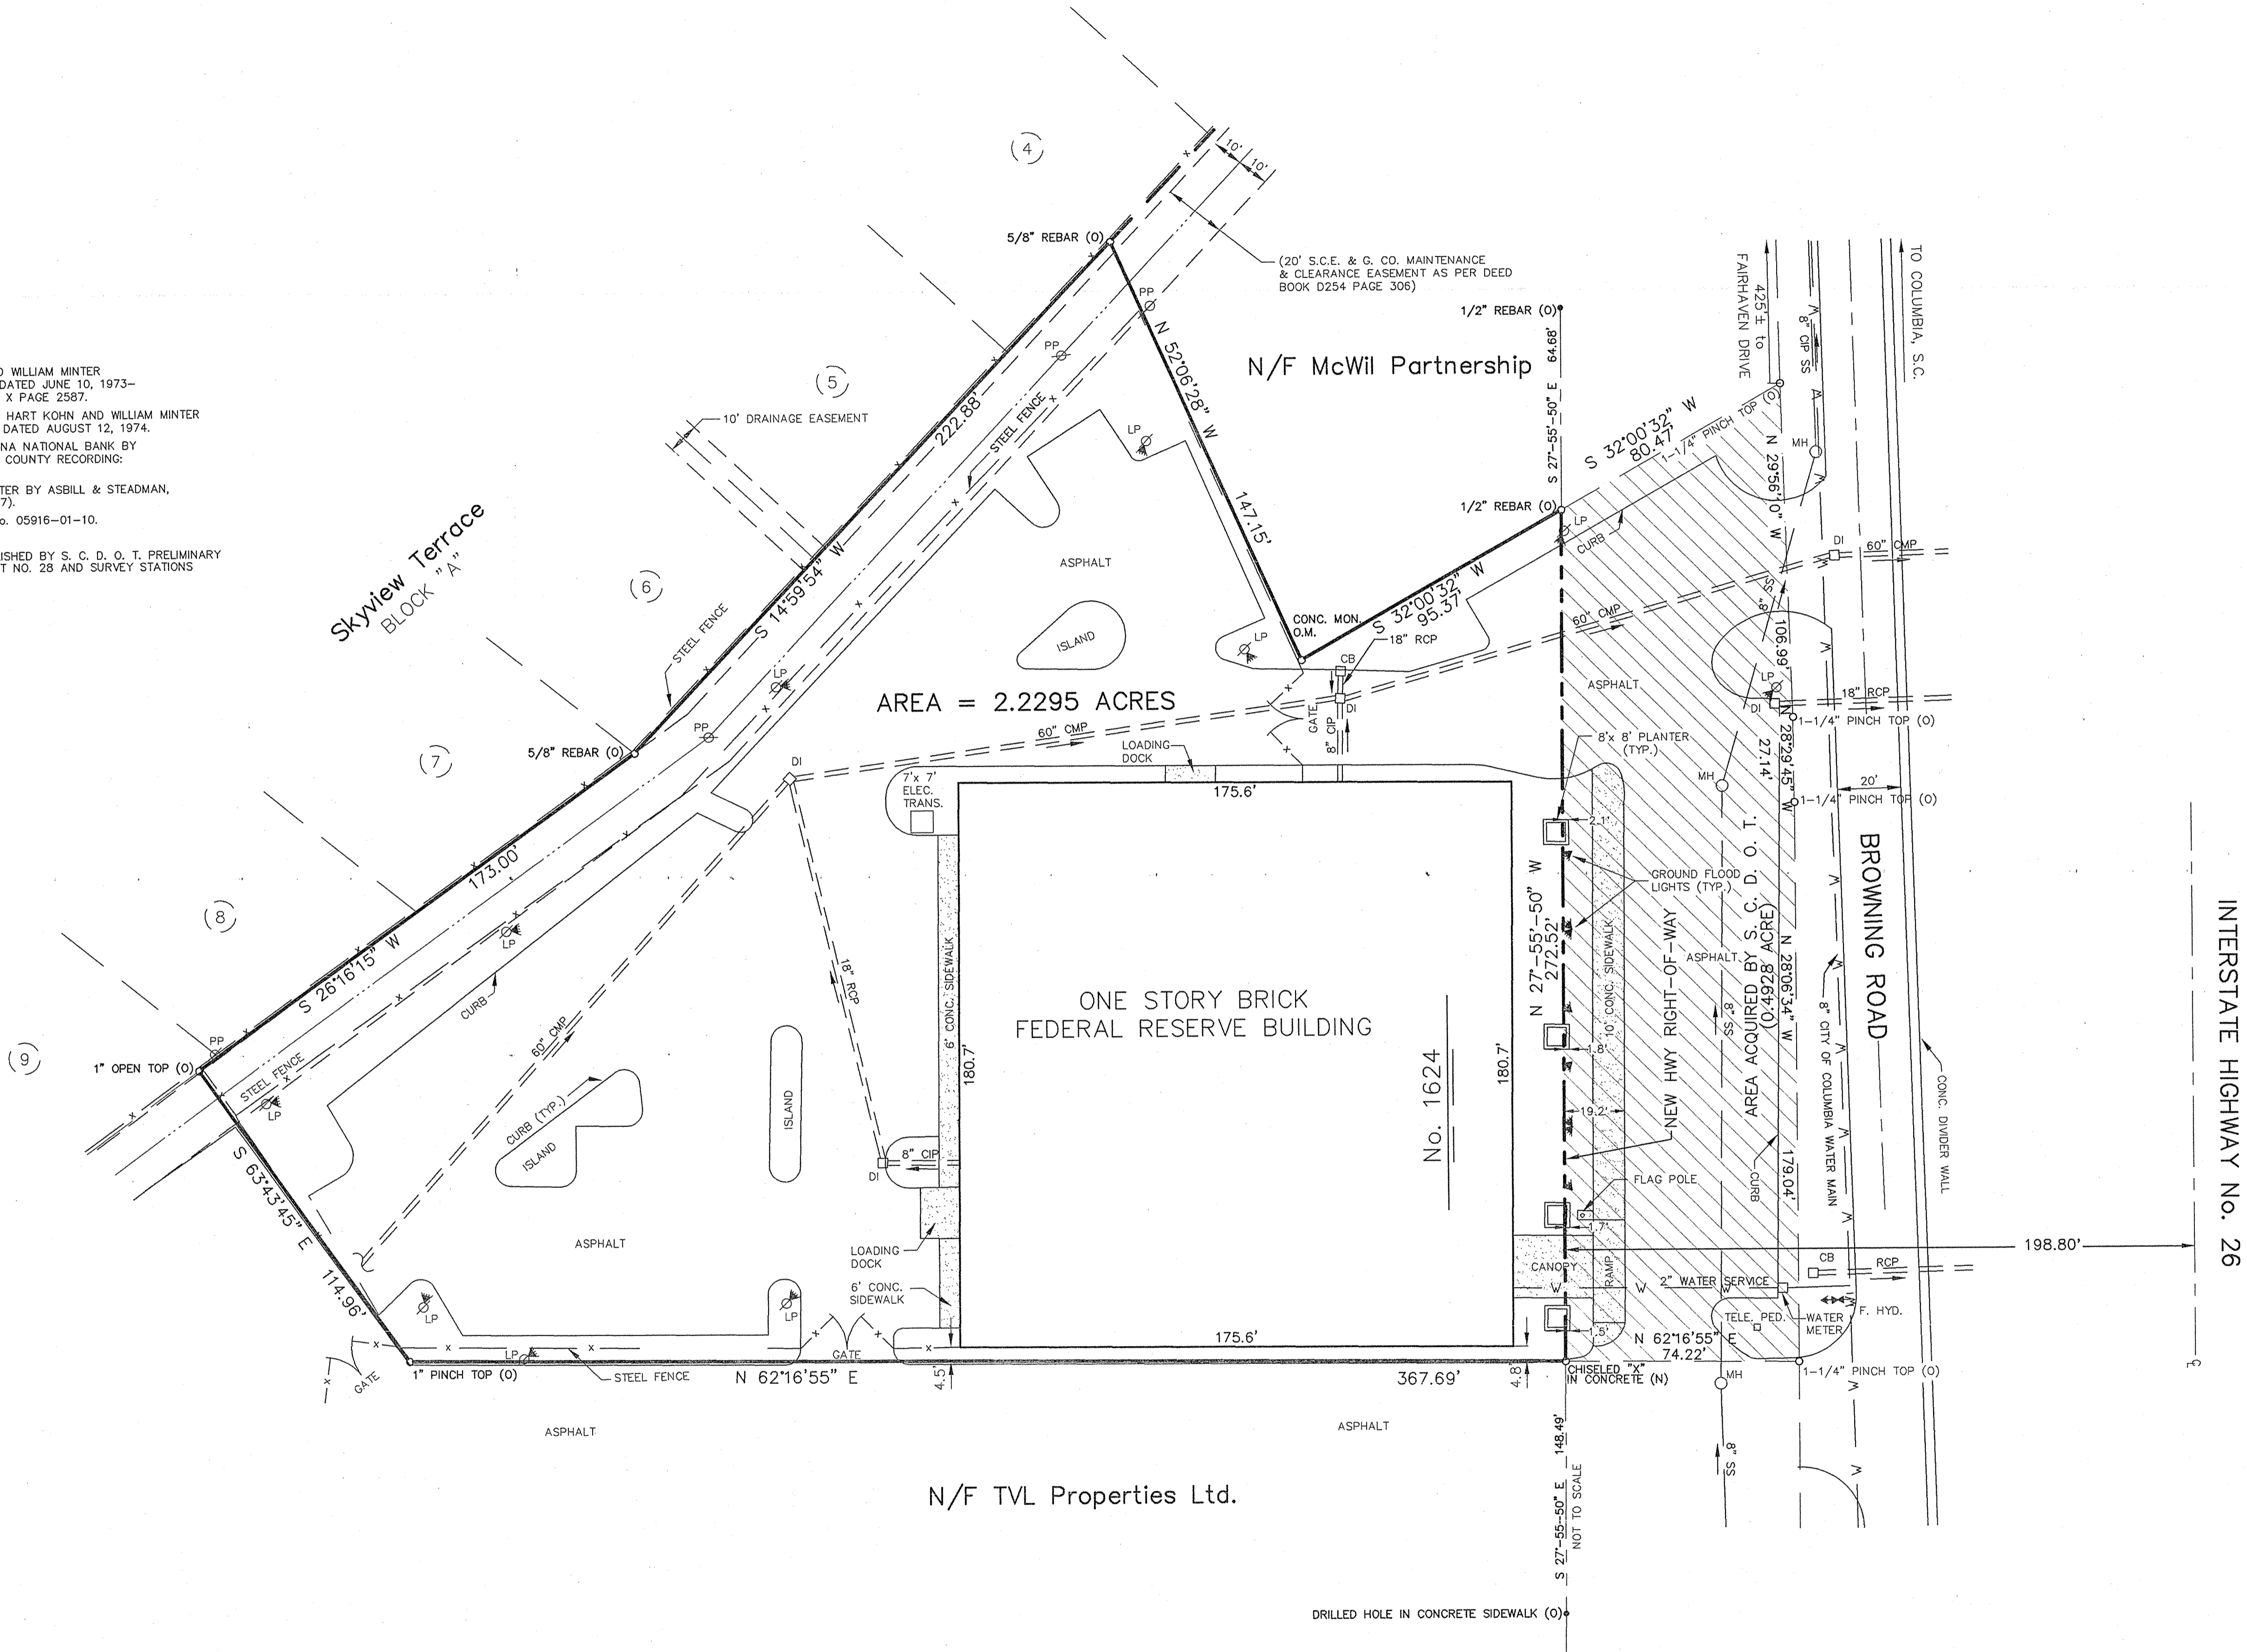 O WILLIAM MINTER
DATED JUNE 10, 1973–
X PAGE 2587.
HART KOHN AND WILLIAM MINTER
DATED AUGUST 12, 1974.
NA NATIONAL BANK BY
COUNTY RECORDING:
TER BY ASBILL & STEADMAN,
7).
o. 05916–01–10.
ISHED BY S. C. D. O. T. PRELIMINARY
T NO. 28 AND SURVEY STATIONS
(4)
10'
10'
5/8" REBAR (O)
(20' S.C.E. & G. CO. MAINTENANCE
& CLEARANCE EASEMENT AS PER DEED
BOOK D254 PAGE 306)
PP
PP
1/2" REBAR (O)
S 27°–55–50" E 64.68'
N/F McWil Partnership
N 52°06'28" W
147.15'
(5)
10' DRAINAGE EASEMENT
222.88'
S 14°59'54" W
STEEL FENCE
LP
ASPHALT
1/2" REBAR (O)
S 32°00'32" W
80.47'
1–1/4" PINCH TOP (O)
425'± to
FAIRHAVEN DRIVE
8" CIP SS
TO COLUMBIA, S.C.
MH
N 29°56'10" W
106.99'
LP
CURB
DI
60" CMP
Skyview Terrace
BLOCK "A"
(6)
STEEL FENCE
ISLAND
CONC. MON.
O.M.
S 32°00'32" W
95.37'
18" RCP
60" CMP
8" SS
LP
CB
DI
GATE
8" CIP
LP
AREA = 2.2295 ACRES
ASPHALT
LP
DI
18" RCP
1–1/4" PINCH TOP (O)
N 28°29'45" W
27.14'
1–1/4" PINCH TOP (O)
20'
5/8" REBAR (O)
PP
(7)
60" CMP
LOADING
DOCK
8'x 8' PLANTER
(TYP.)
MH
DI
7'x 7'
ELEC.
TRANS.
175.6'
2.1'
173.00'
S 26°16'15" W
(8)
LP
GROUND FLOOD
LIGHTS (TYP.)
BROWNING ROAD
CURB
18" RCP
6' CONC. SIDEWALK
N 27°–55'–50" W
272.52'
10' CONC. SIDEWALK
NEW HWY RIGHT–OF–WAY
ASPHALT
8" SS
AREA ACQUIRED BY S. C. D. O. T.
(0.4928 ACRE)
N 28°06'34" W
179.04'
8" CITY OF COLUMBIA WATER MAIN
CONC. DIVIDER WALL
INTERSTATE HIGHWAY No. 26
ONE STORY BRICK
FEDERAL RESERVE BUILDING
180.7'
180.7'
No. 1624
1.8'
(9)
PP
1" OPEN TOP (O)
STEEL FENCE
LP
60" CMP
CURB (TYP.)
ISLAND
ISLAND
8" CIP
DI
19.2'
FLAG POLE
CURB
1.7'
S 63°43'45" E
114.96'
ASPHALT
LOADING
DOCK
6' CONC.
SIDEWALK
CANOPY
RAMP
198.80'
CB
RCP
2" WATER SERVICE
W
W
W
F. HYD.
TELE. PED.
WATER
METER
LP
LP
LP
175.6'
1.5'
N 62°16'55" E
74.22'
GATE
GATE
1" PINCH TOP (O)
STEEL FENCE
N 62°16'55" E
4.5'
367.69'
4.8'
CHISELED "X"
IN CONCRETE (N)
MH
1–1/4" PINCH TOP (O)
ASPHALT
ASPHALT
S 27°–55–50" E 148.49'
NOT TO SCALE
8" SS
N/F TVL Properties Ltd.
DRILLED HOLE IN CONCRETE SIDEWALK (O)